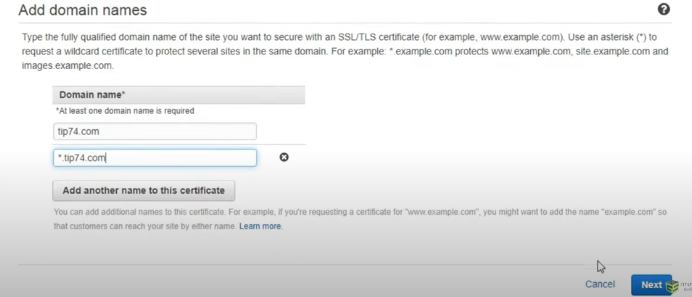 Add domain names
Type the fully qualified domain name of the site you want to secure with an SSL/TLS certificate (for example, www.example.com). Use an asterisk (*) to
request a wildcard certificate to protect several sites in the same domain. For example: *.example.com protects www.example.com, site.example.com and
images.example.com.
Domain name*
*At least one domain name is required
tip74.com
*.tip74.com
Add another name to this certificate
You can add additional names to this certificate. For example, if you're requesting a certificate for "www.example.com", you might want to add the name "example.com" so
that customers can reach your site by either name. Learn more.
Cancel
Next